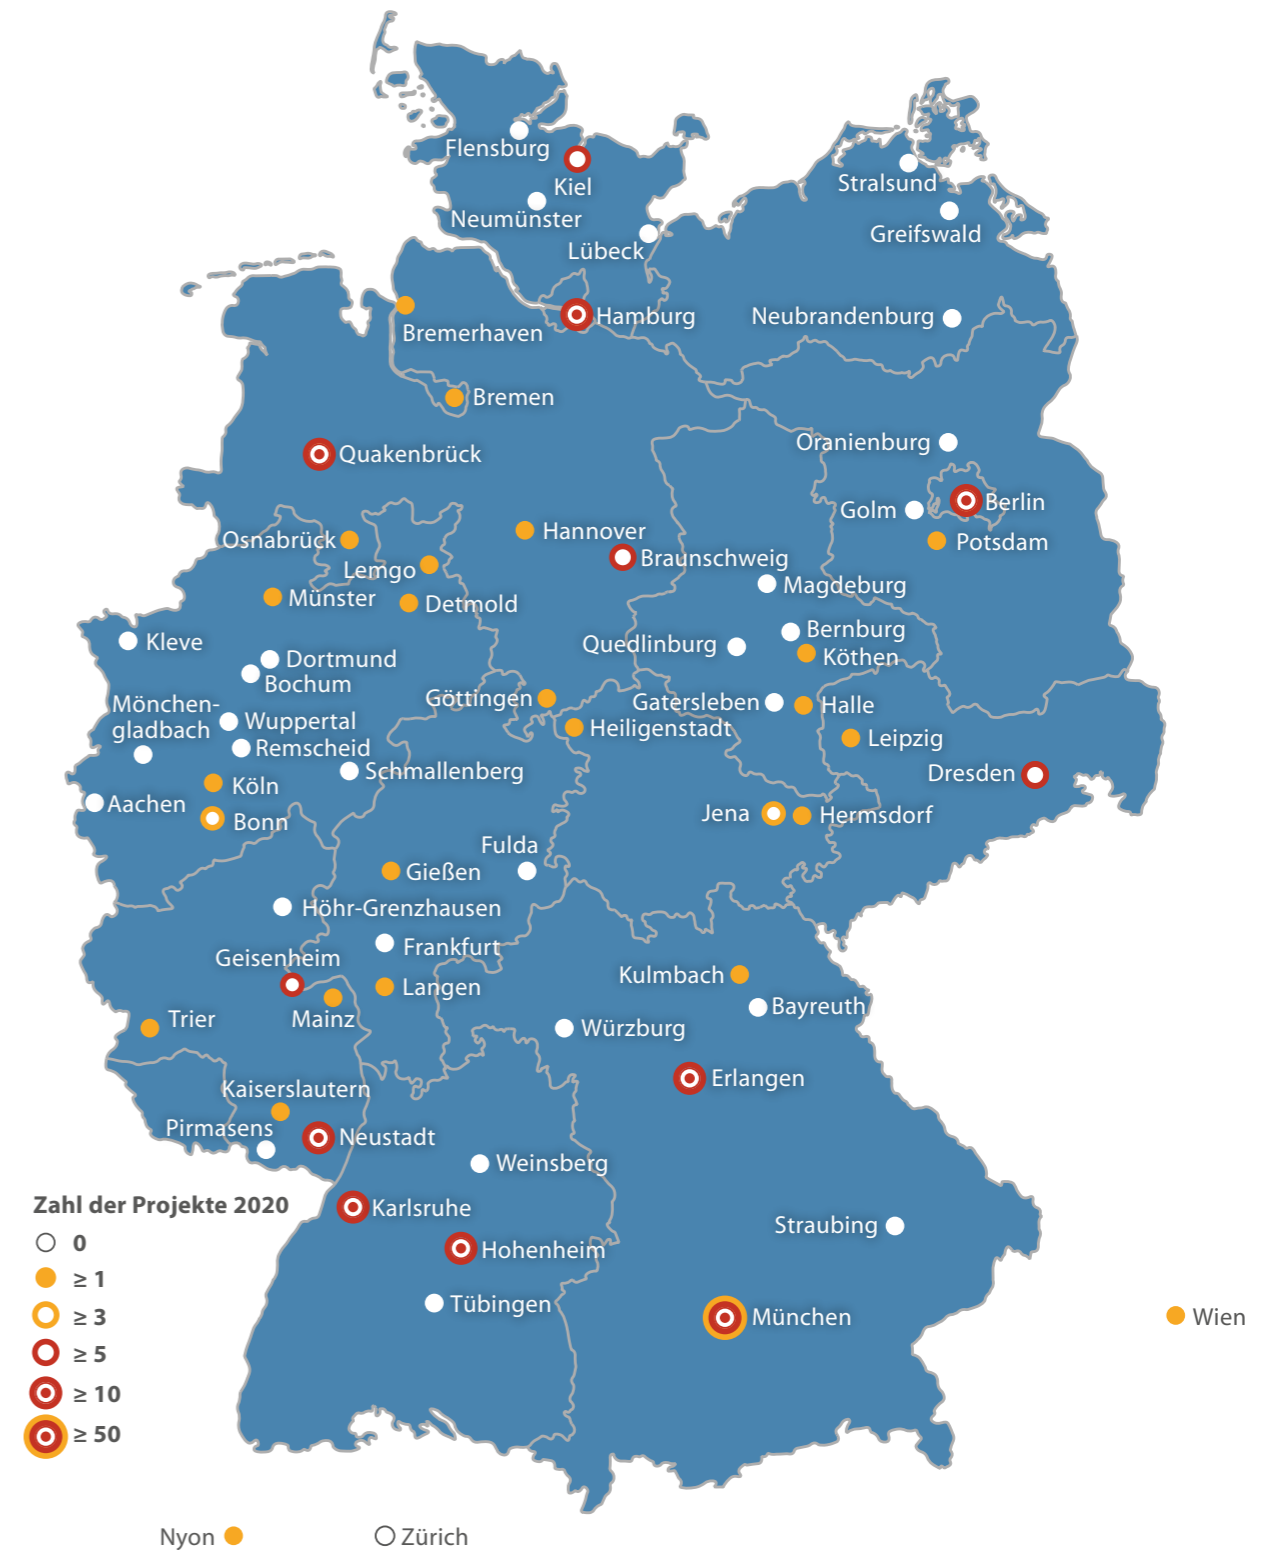 Flensburg
Kiel
Stralsund
Neumünster
Greifswald
Lübeck
Hamburg
Neubrandenburg
Bremerhaven
Bremen
Oranienburg
Quakenbrück
Berlin
Golm
Hannover
Osnabrück
Potsdam
Braunschweig
Lemgo
Magdeburg
Münster
Detmold
Bernburg
Kleve
Quedlinburg
Köthen
Dortmund
Bochum
Göttingen
Gatersleben
Halle
Mönchen-
gladbach
Wuppertal
Heiligenstadt
Leipzig
Remscheid
Schmallenberg
Dresden
Köln
Aachen
Bonn
Jena
Hermsdorf
Fulda
Gießen
Höhr-Grenzhausen
Frankfurt
Geisenheim
Kulmbach
Langen
Bayreuth
Trier
Mainz
Würzburg
Erlangen
Kaiserslautern
Pirmasens
Neustadt
Weinsberg
Zahl der Projekte 2020
Karlsruhe
Straubing
0
Hohenheim
≥ 1
Tübingen
≥ 3
München
Wien
≥ 5
≥ 10
≥ 50
Nyon
Zürich